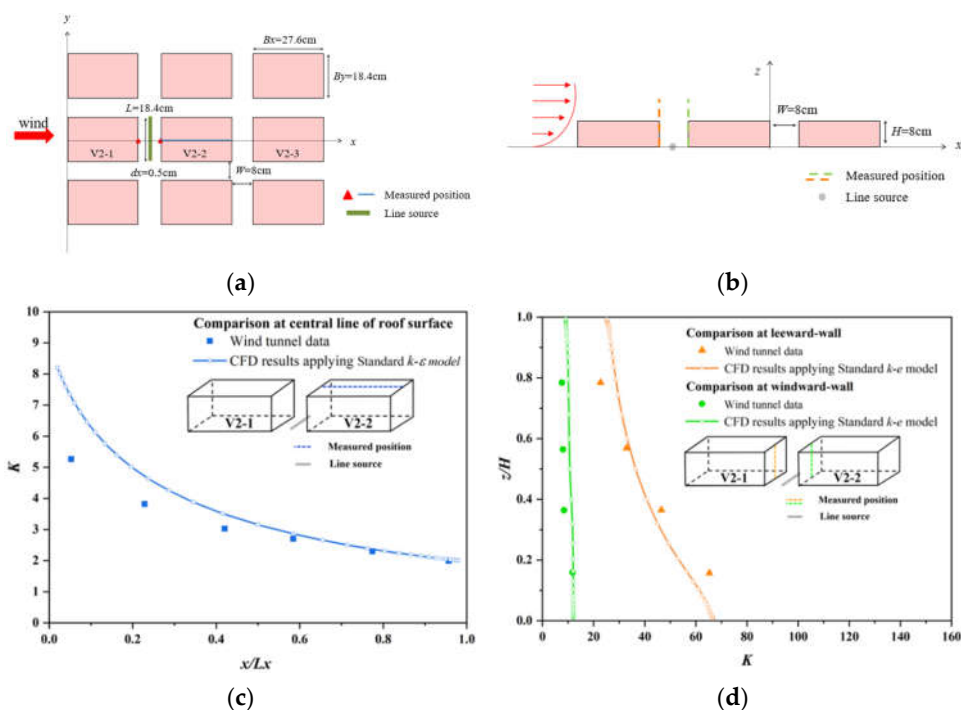 y
Bx=27.6cm
By=18.4cm
L=18.4cm
wind
V2-1
V2-2
V2-3
x
dx=0.5cm
W=8cm
Measured position
Line source
(a)
z
W=8cm
H=8cm
x
Measured position
Line source
(b)
Comparison at central line of roof surface
Wind tunnel data
CFD results applying Standard k-ε model
V2-1
V2-2
Measured position
Line source
K
10
9
8
7
6
5
4
3
2
1
0
0.0 0.2 0.4 0.6 0.8 1.0
x/Lx
(c)
Comparison at leeward-wall
Wind tunnel data
CFD results applying Standard k-e model
Comparison at windward-wall
Wind tunnel data
CFD results applying Standard k-e model
V2-1
V2-2
Measured position
Line source
z/H
1.0
0.8
0.6
0.4
0.2
0.0
0 20 40 60 80 100 120 140 160
K
(d)